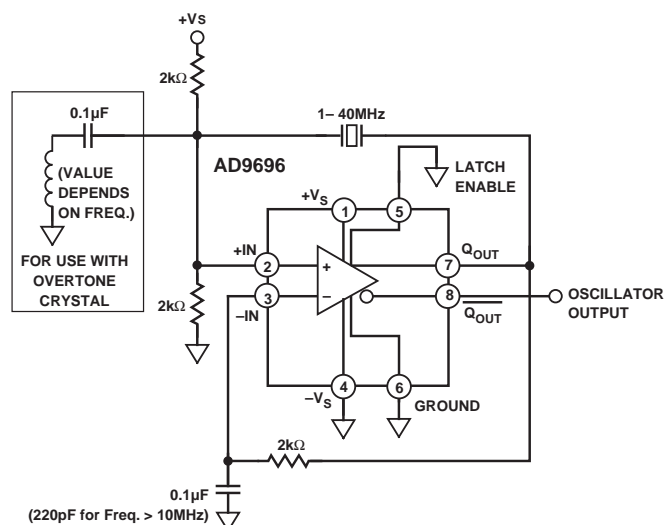 +VS
2kΩ
0.1µF
(VALUE
DEPENDS
ON FREQ.)
FOR USE WITH
OVERTONE
CRYSTAL
1– 40MHz
AD9696
LATCH
ENABLE
+VS
1
5
+IN
2
+
7
QOUT
3
–
8
QOUT
OSCILLATOR
OUTPUT
2kΩ
–IN
4
6
–VS
GROUND
2kΩ
0.1µF
(220pF for Freq. > 10MHz)